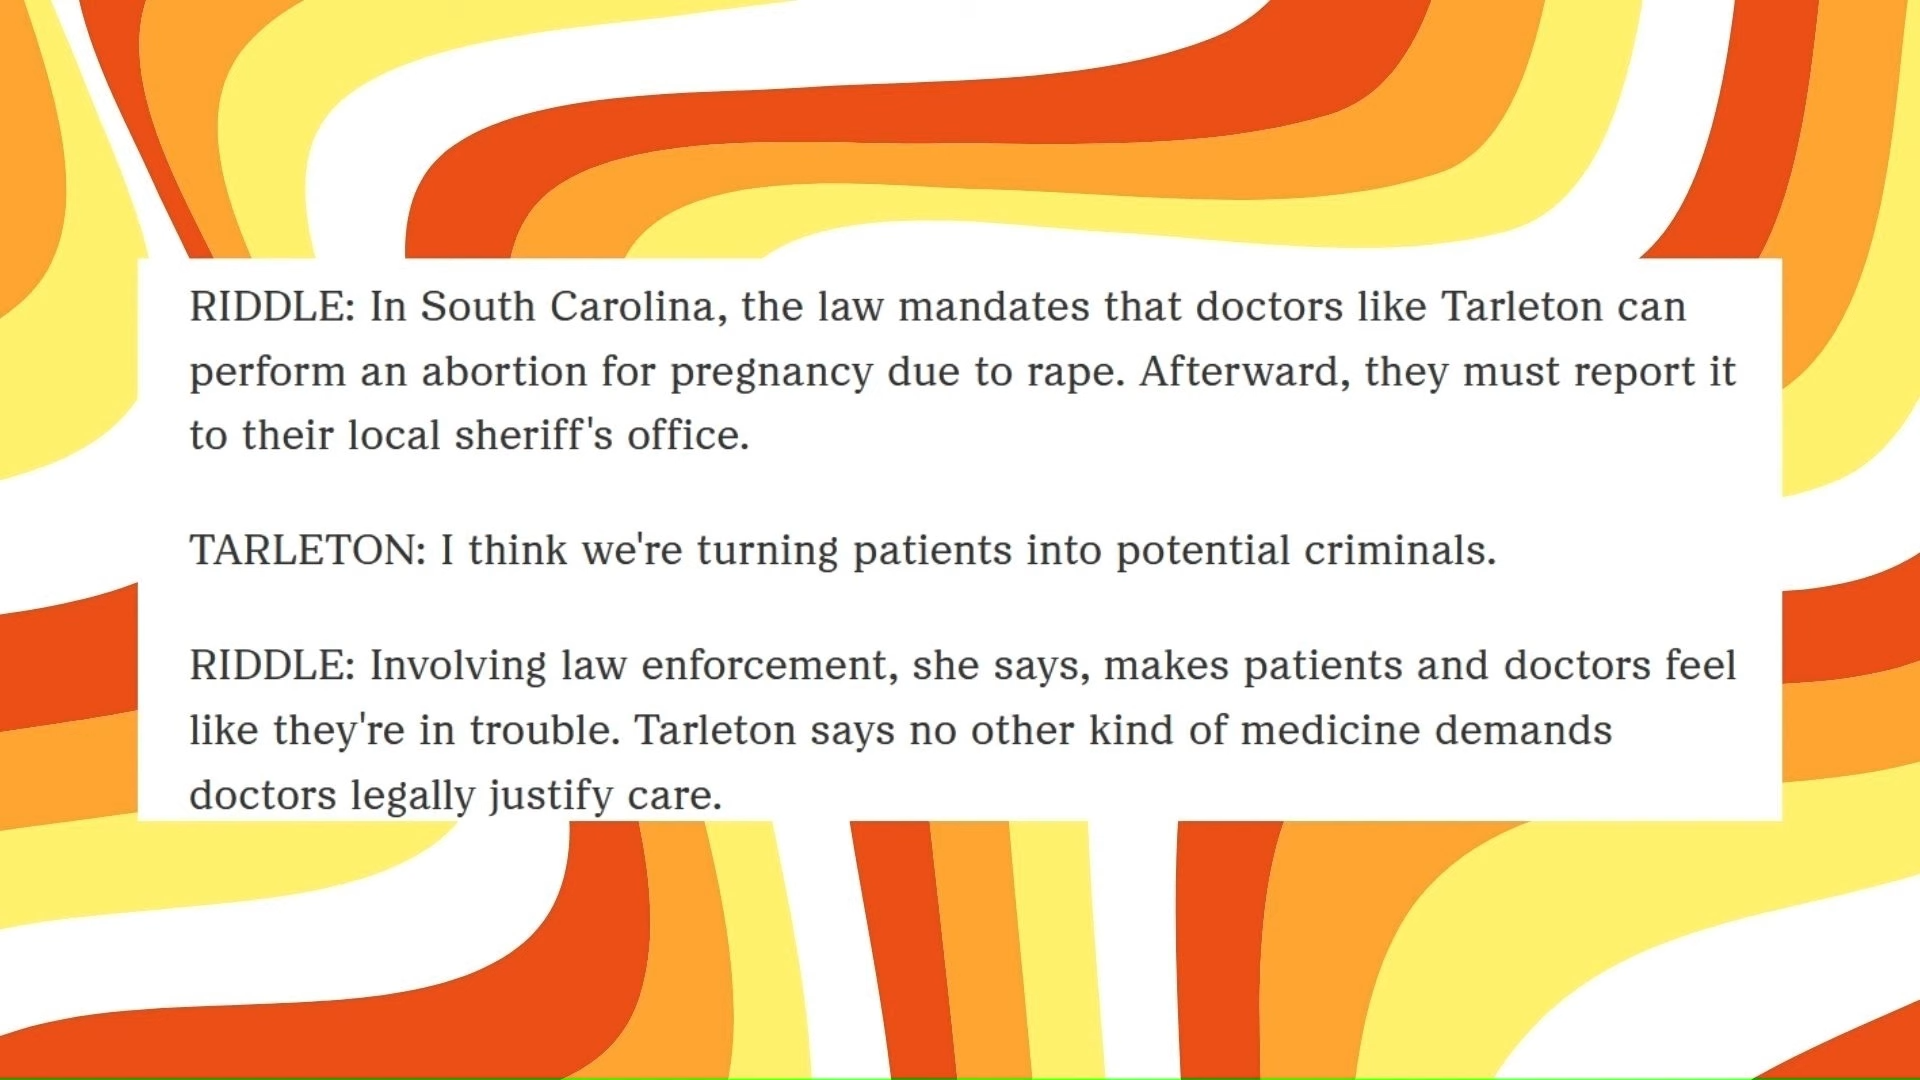 RIDDLE: In South Carolina, the law mandates that doctors like Tarleton can
perform an abortion for pregnancy due to rape. Afterward, they must report it
to their local sheriff's office.
TARLETON: I think we're turning patients into potential criminals.
RIDDLE: Involving law enforcement, she says, makes patients and doctors feel
like they're in trouble. Tarleton says no other kind of medicine demands
doctors legally justify care.